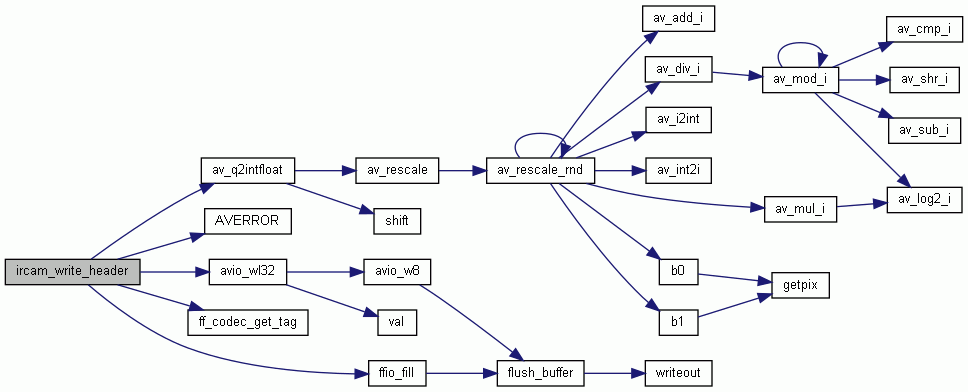 av_add_i
av_cmp_i
av_div_i
av_mod_i
av_shr_i
av_i2int
av_sub_i
av_q2intfloat
av_rescale
av_rescale_rnd
av_int2i
av_log2_i
AVERROR
shift
av_mul_i
ircam_write_header
avio_wl32
avio_w8
b0
getpix
ff_codec_get_tag
val
b1
ffio_fill
flush_buffer
writeout